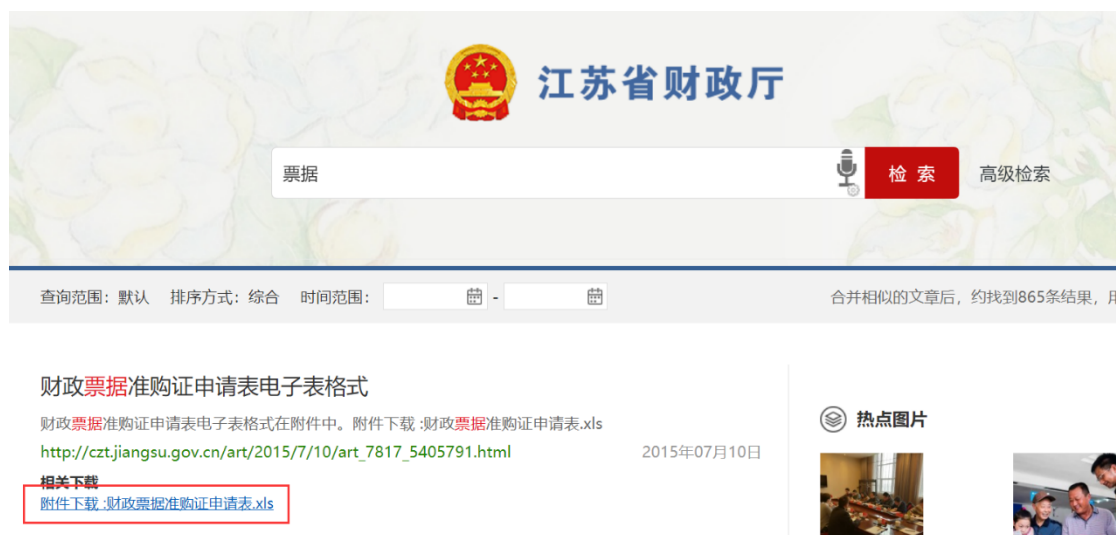 江苏省财政厅
票据
检 索
高级检索
查询范围：默认 排序方式：综合 时间范围： -
合并相似的文章后，约找到865条结果，用
财政票据准购证申请表电子表格式
财政票据准购证申请表电子表格式在附件中。附件下载 :财政票据准购证申请表.xls
http://czt.jiangsu.gov.cn/art/2015/7/10/art_7817_5405791.html 2015年07月10日
相关下载
附件下载 :财政票据准购证申请表.xls
热点图片